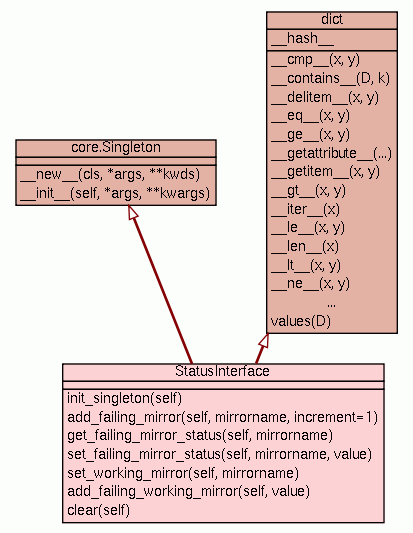 dict
__hash__
__cmp__(x, y)
__contains__(D, k)
__delitem__(x, y)
__eq__(x, y)
__ge__(x, y)
__getattribute__(...)
__getitem__(x, y)
__gt__(x, y)
__iter__(x)
__le__(x, y)
__len__(x)
__lt__(x, y)
__ne__(x, y)
...
values(D)
core.Singleton
__new__(cls, *args, **kwds)
__init__(self, *args, **kwargs)
StatusInterface
init_singleton(self)
add_failing_mirror(self, mirrorname, increment=1)
get_failing_mirror_status(self, mirrorname)
set_failing_mirror_status(self, mirrorname, value)
set_working_mirror(self, mirrorname)
add_failing_working_mirror(self, value)
clear(self)